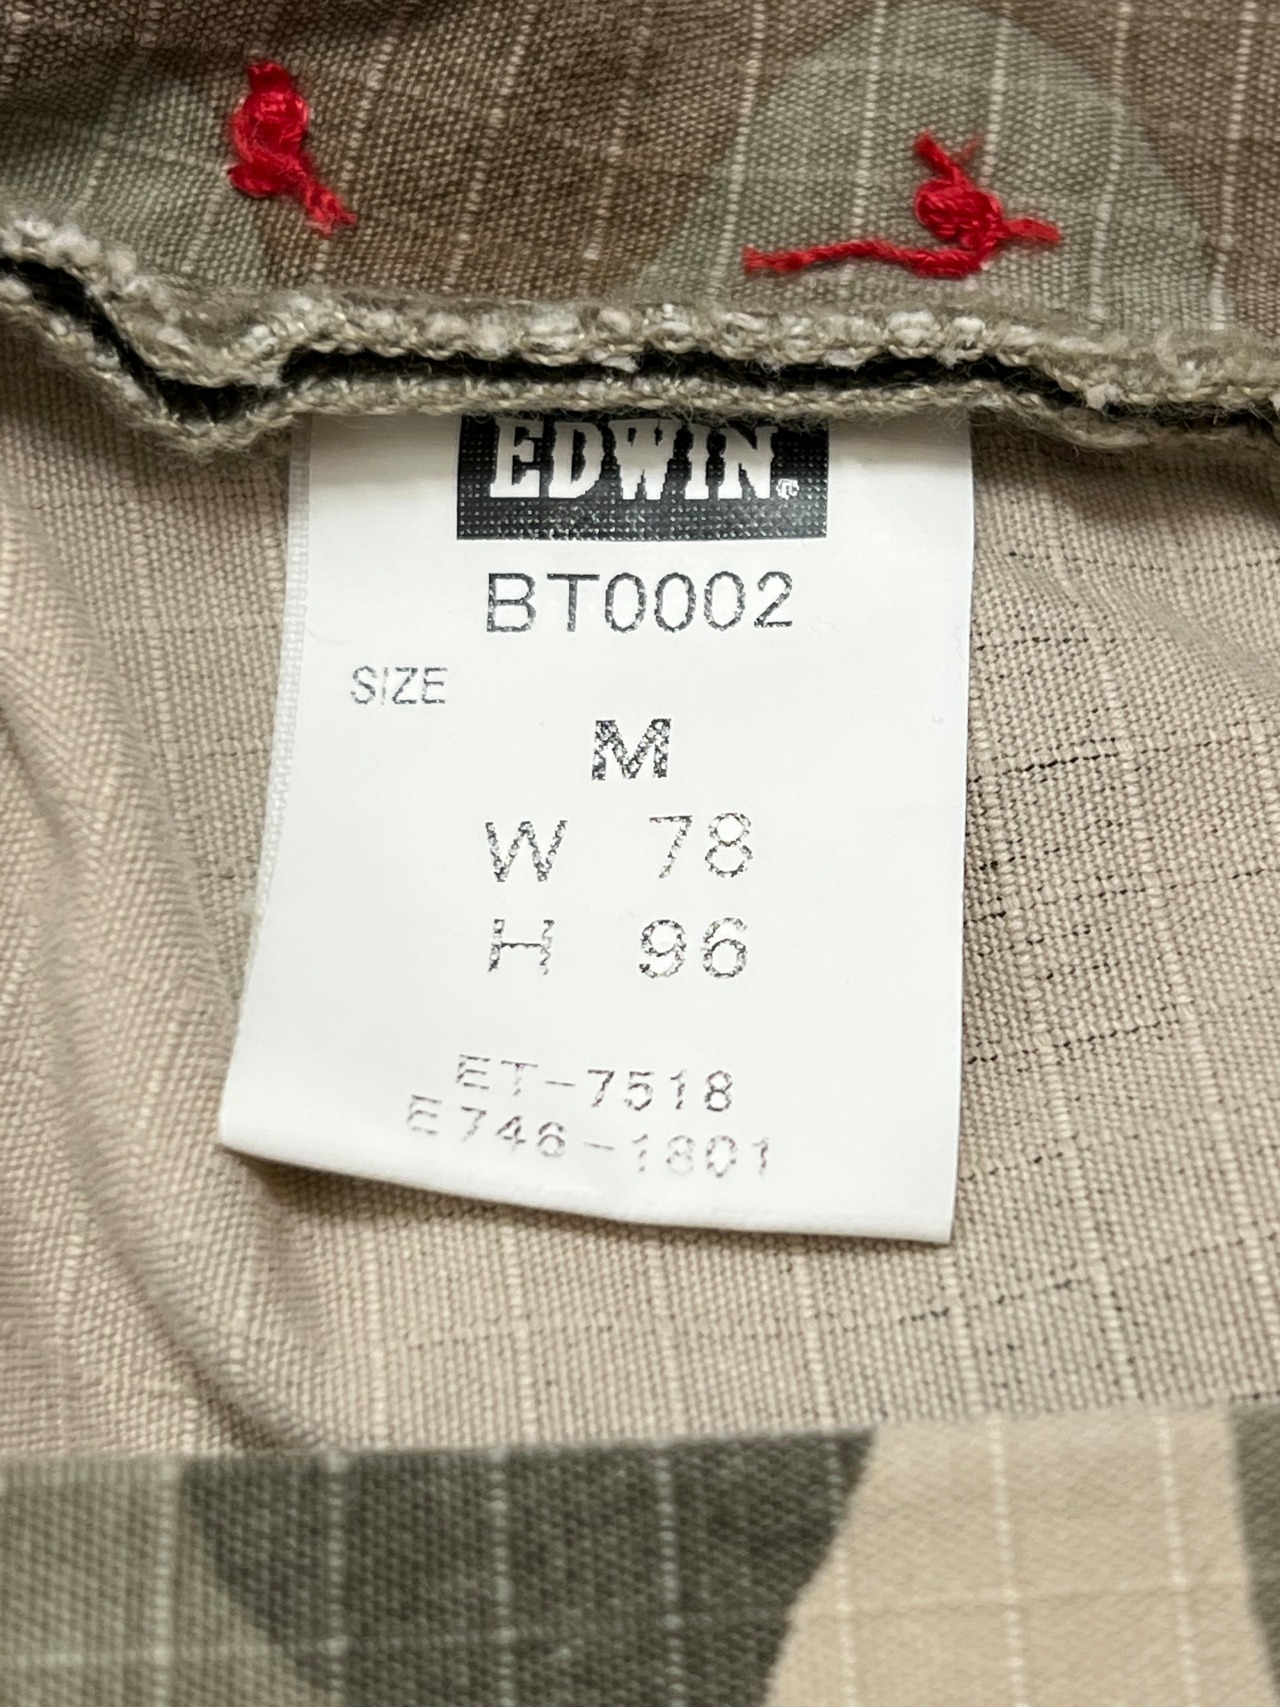 EDWIN
BT0002
SIZE
M
W 78
H 96
ET-7518
E746-1801